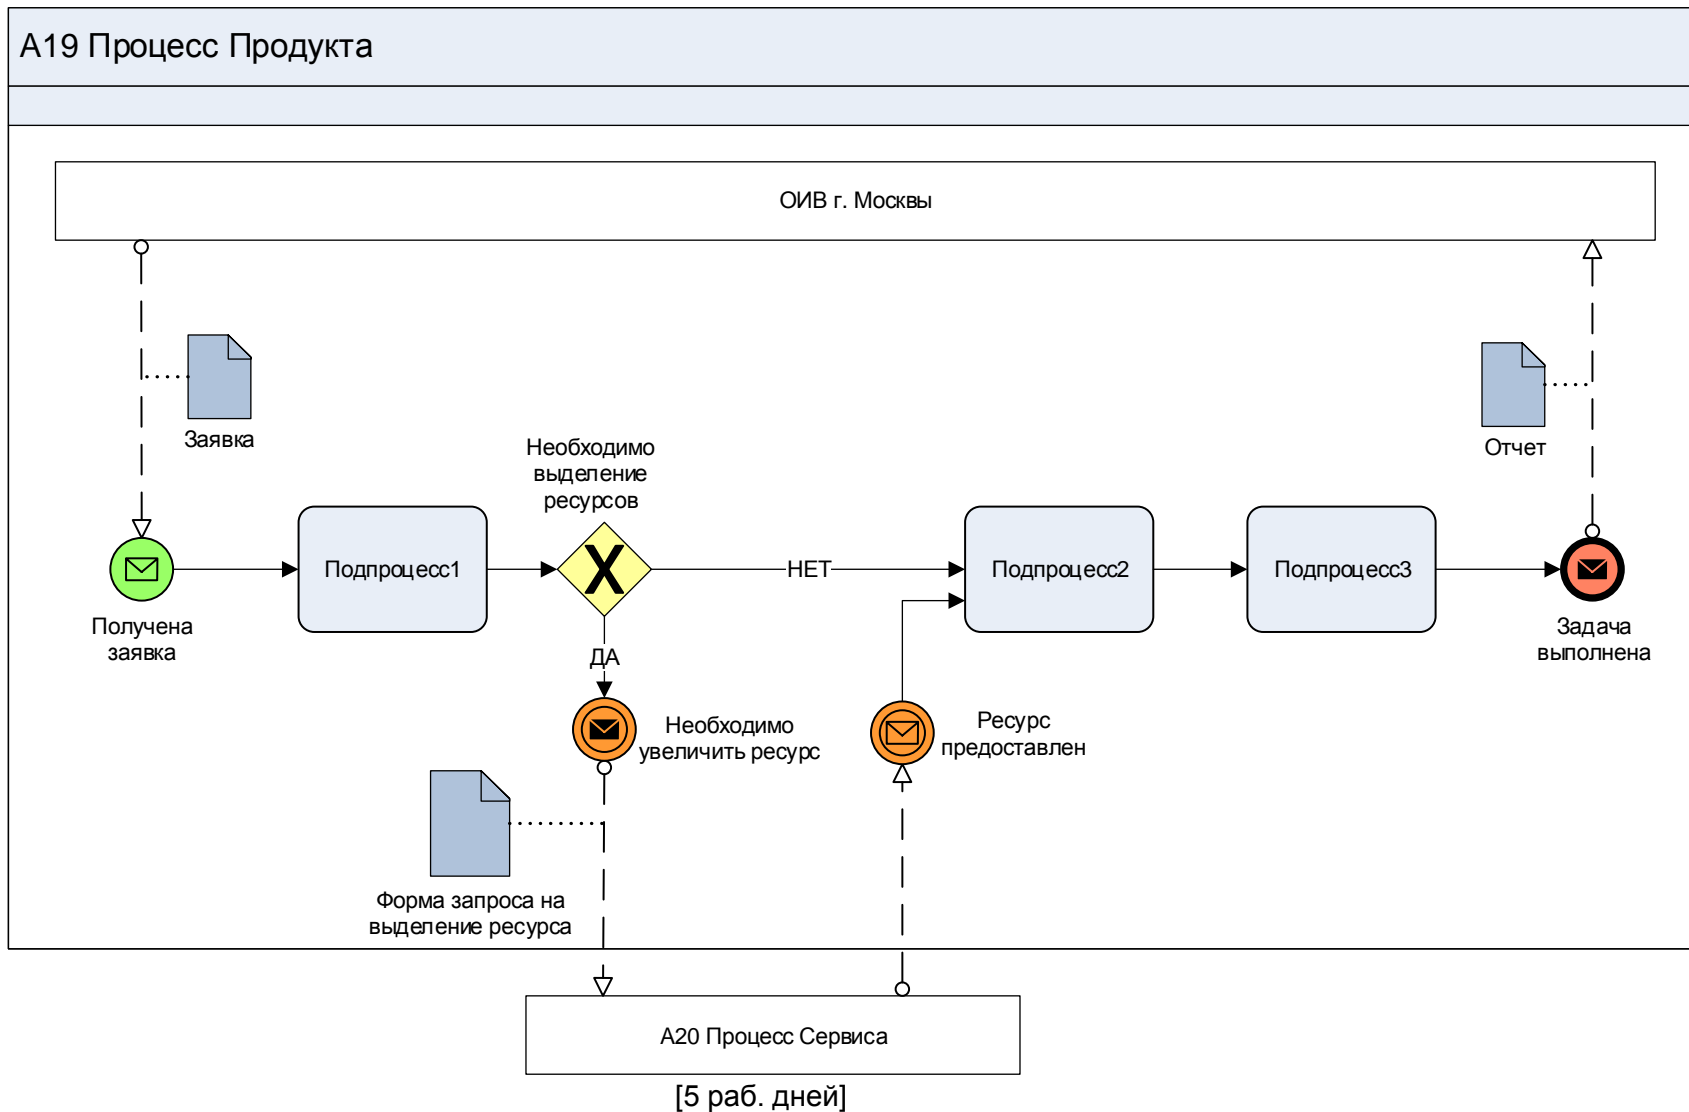 А19 Процесс Продукта
ОИВ г. Москвы
Заявка
Отчет
Необходимо
выделение
ресурсов
Подпроцесс1
X
НЕТ
Подпроцесс2
Подпроцесс3
Получена
заявка
ДА
Задача
выполнена
Необходимо
увеличить ресурс
Ресурс
предоставлен
Форма запроса на
выделение ресурса
А20 Процесс Сервиса
[5 раб. дней]